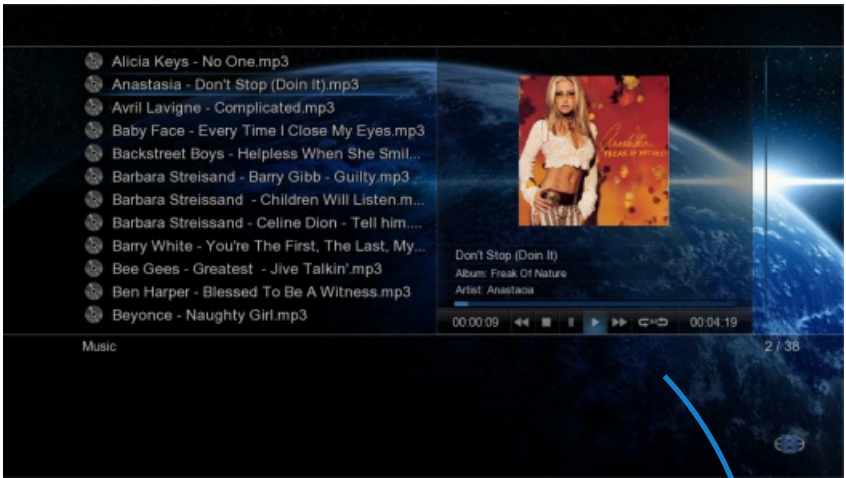 Alicia Keys - No One.mp3
Anastasia - Don't Stop (Doin It).mp3
Avril Lavigne - Complicated.mp3
Baby Face - Every Time I Close My Eyes.mp3
Backstreet Boys - Helpless When She Smil...
Barbara Streisand - Barry Gibb - Guilty.mp3
Barbara Streissand  - Children Will Listen.m...
Barbara Streissand - Celine Dion - Tell him....
Barry White - You're The First, The Last, My...
Bee Gees - Greatest  - Jive Talkin'.mp3
Ben Harper - Blessed To Be A Witness.mp3
Beyonce - Naughty Girl.mp3
Anastacia
FREAK OF NATURE
Don't Stop (Doin It)
Album: Freak Of Nature
Artist: Anastacia
00:00:09
00:04:19
Music
2 / 38